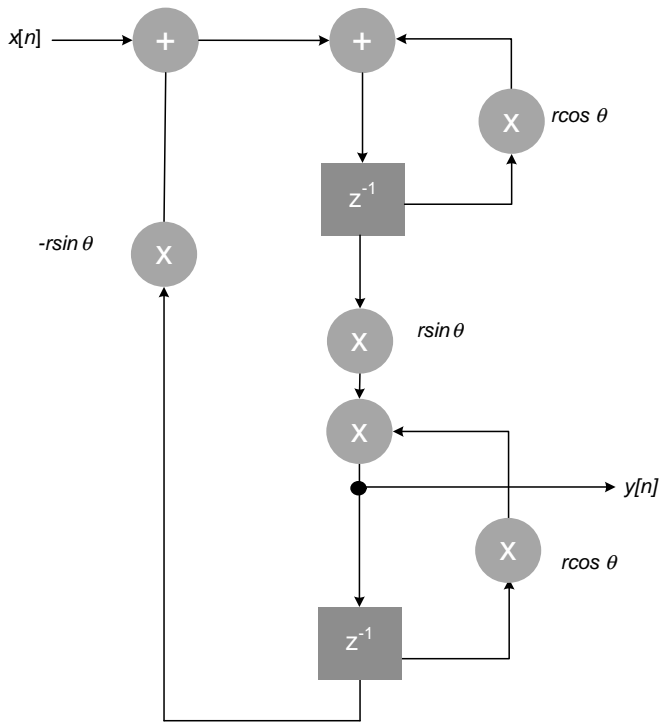 x[n]
+
+
X
rcos θ
z⁻¹
-rsin θ
X
X
rsin θ
X
y[n]
X
rcos θ
z⁻¹